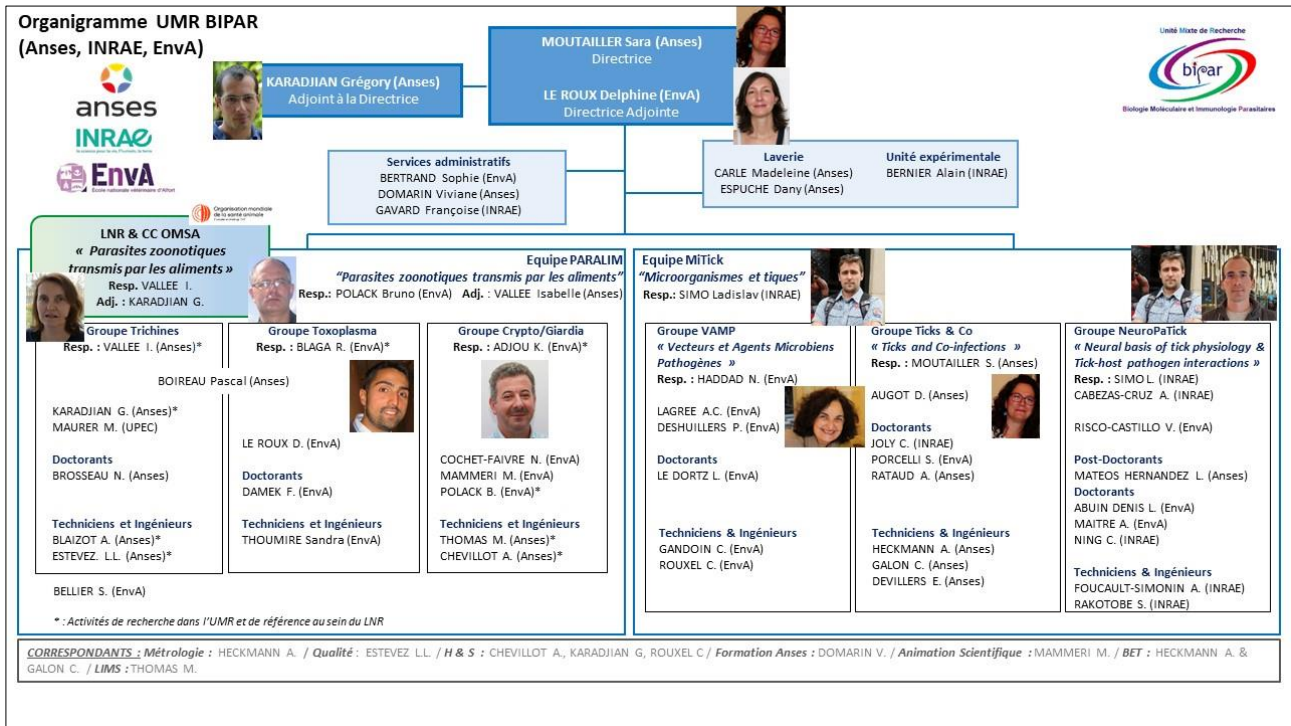 Organigramme UMR BIPAR
(Anses, INRAE, EnvA)
anses
INRAE
EnvA
École nationale vétérinaire d'Alfort
MOUTAILLER Sara (Anses)
Directrice
LE ROUX Delphine (EnvA)
Directrice Adjointe
KARADJIAN Grégory (Anses)
Adjoint à la Directrice
Unité Mixte de Recherche
bipar
Biologie Moléculaire et Immunologie Parasitaires
Services administratifs
BERTRAND Sophie (EnvA)
DOMARIN Viviane (Anses)
GAVARD Françoise (INRAE)
Laverie
CARLE Madeleine (Anses)
ESPUCHE Dany (Anses)
Unité expérimentale
BERNIER Alain (INRAE)
Organisation mondiale
de la santé animale
LNR & CC OMSA
« Parasites zoonotiques
transmis par les aliments »
Resp. VALLEE I.
Adj. : KARADJIAN G.
Equipe PARALIM
“Parasites zoonotiques transmis par les aliments”
Resp.: POLACK Bruno (EnvA) Adj. : VALLEE Isabelle (Anses)
Equipe MiTick
“Microorganismes et tiques”
Resp.: SIMO Ladislav (INRAE)
Groupe Trichines
Resp. : VALLEE I. (Anses)*
BOIREAU Pascal (Anses)
KARADJIAN G. (Anses)*
MAURER M. (UPEC)
Doctorants
BROSSEAU N. (Anses)
Techniciens et Ingénieurs
BLAIZOT A. (Anses)*
ESTEVEZ L.L. (Anses)*
BELLIER S. (EnvA)
* : Activités de recherche dans l'UMR et de référence au sein du LNR
Groupe Toxoplasma
Resp. : BLAGA R. (EnvA)*
LE ROUX D. (EnvA)
Doctorants
DAMEK F. (EnvA)
Techniciens et Ingénieurs
THOUMIRE Sandra (EnvA)
Groupe Crypto/Giardia
Resp. : ADJOU K. (EnvA)*
COCHET-FAIVRE N. (EnvA)
MAMMERI M. (EnvA)
POLACK B. (EnvA)*
Techniciens et Ingénieurs
THOMAS M. (Anses)*
CHEVILLOT A. (Anses)*
Groupe VAMP
« Vecteurs et Agents Microbiens
Pathogènes »
Resp. : HADDAD N. (EnvA)
LAGREE A.C. (EnvA)
DESHUILLERS P. (EnvA)
Doctorants
LE DORTZ L. (EnvA)
Techniciens & Ingénieurs
GANDOIN C. (EnvA)
ROUXEL C. (EnvA)
Groupe Ticks & Co
« Ticks and Co-infections »
Resp. : MOUTAILLER S. (Anses)
AUGOT D. (Anses)
Doctorants
JOLY C. (INRAE)
PORCELLI S. (EnvA)
RATAUD A. (Anses)
Techniciens & Ingénieurs
HECKMANN A. (Anses)
GALON C. (Anses)
DEVILLERS E. (Anses)
Groupe NeuroPaTick
« Neural basis of tick physiology &
Tick-host pathogen interactions »
Resp. : SIMO L. (INRAE)
CABEZAS-CRUZ A. (INRAE)
RISCO-CASTILLO V. (EnvA)
Post-Doctorants
MATEOS HERNANDEZ L. (Anses)
Doctorants
ABUIN DENIS L. (EnvA)
MAITRE A. (EnvA)
NING C. (INRAE)
Techniciens & Ingénieurs
FOUCAULT-SIMONIN A. (INRAE)
RAKOTOBE S. (INRAE)
CORRESPONDANTS : Métrologie : HECKMANN A. / Qualité : ESTEVEZ L.L. / H & S : CHEVILLOT A., KARADJIAN G, ROUXEL C / Formation Anses : DOMARIN V. / Animation Scientifique : MAMMERI M. / BET : HECKMANN A. &
GALON C. / LIMS : THOMAS M.